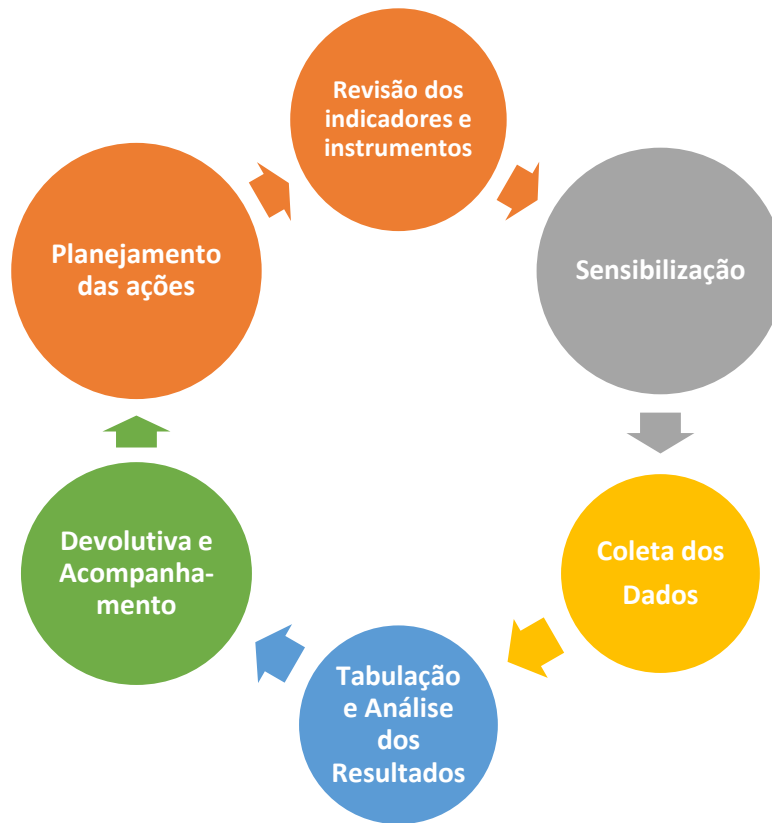 Revisão dos
indicadores e
instrumentos
Sensibilização
Coleta dos
Dados
Tabulação
e Análise
dos
Resultados
Devolutiva e
Acompanha-
mento
Planejamento
das ações